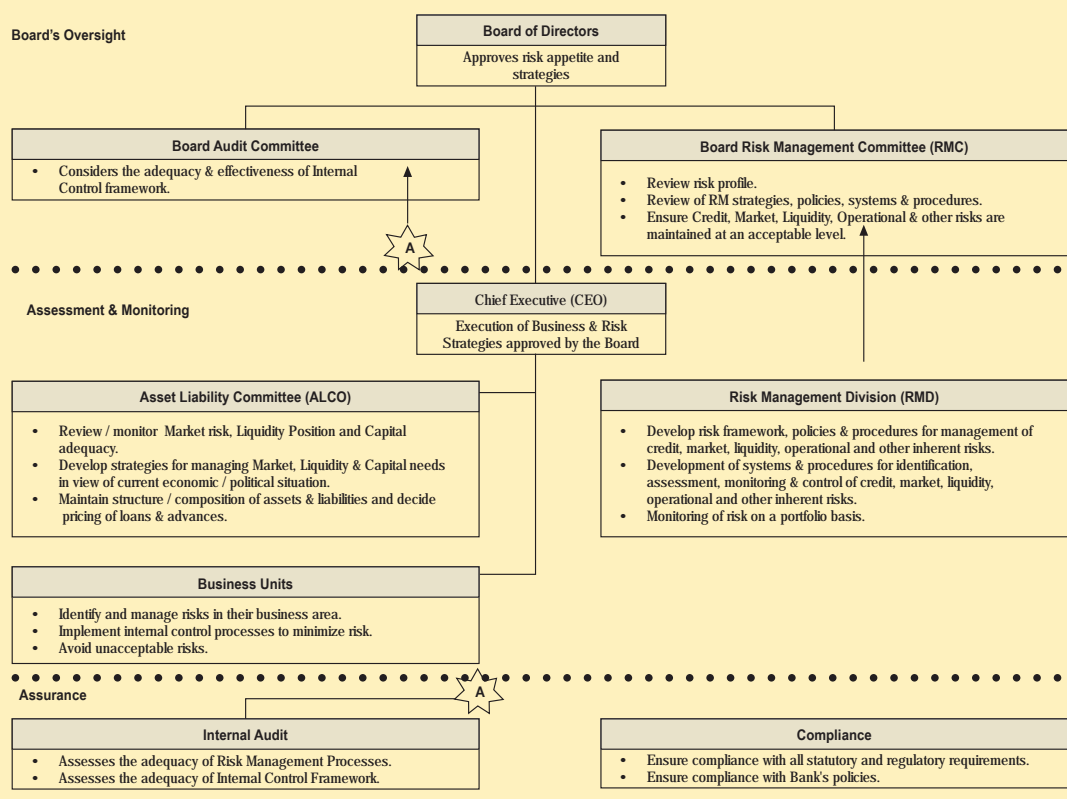 Board's Oversight
Board of Directors
Approves risk appetite and
strategies
Board Audit Committee
• Considers the adequacy & effectiveness of Internal
Control framework.
Board Risk Management Committee (RMC)
• Review risk profile.
• Review of RM strategies, policies, systems & procedures.
• Ensure Credit, Market, Liquidity, Operational & other risks are
maintained at an acceptable level.
A
Assessment & Monitoring
Chief Executive (CEO)
Execution of Business & Risk
Strategies approved by the Board
Asset Liability Committee (ALCO)
• Review / monitor Market risk, Liquidity Position and Capital
adequacy.
• Develop strategies for managing Market, Liquidity & Capital needs
in view of current economic / political situation.
• Maintain structure / composition of assets & liabilities and decide
pricing of loans & advances.
Risk Management Division (RMD)
• Develop risk framework, policies & procedures for management of
credit, market, liquidity, operational and other inherent risks.
• Development of systems & procedures for identification,
assessment, monitoring & control of credit, market, liquidity,
operational and other inherent risks.
• Monitoring of risk on a portfolio basis.
Business Units
• Identify and manage risks in their business area.
• Implement internal control processes to minimize risk.
• Avoid unacceptable risks.
Assurance
A
Internal Audit
• Assesses the adequacy of Risk Management Processes.
• Assesses the adequacy of Internal Control Framework.
Compliance
• Ensure compliance with all statutory and regulatory requirements.
• Ensure compliance with Bank's policies.